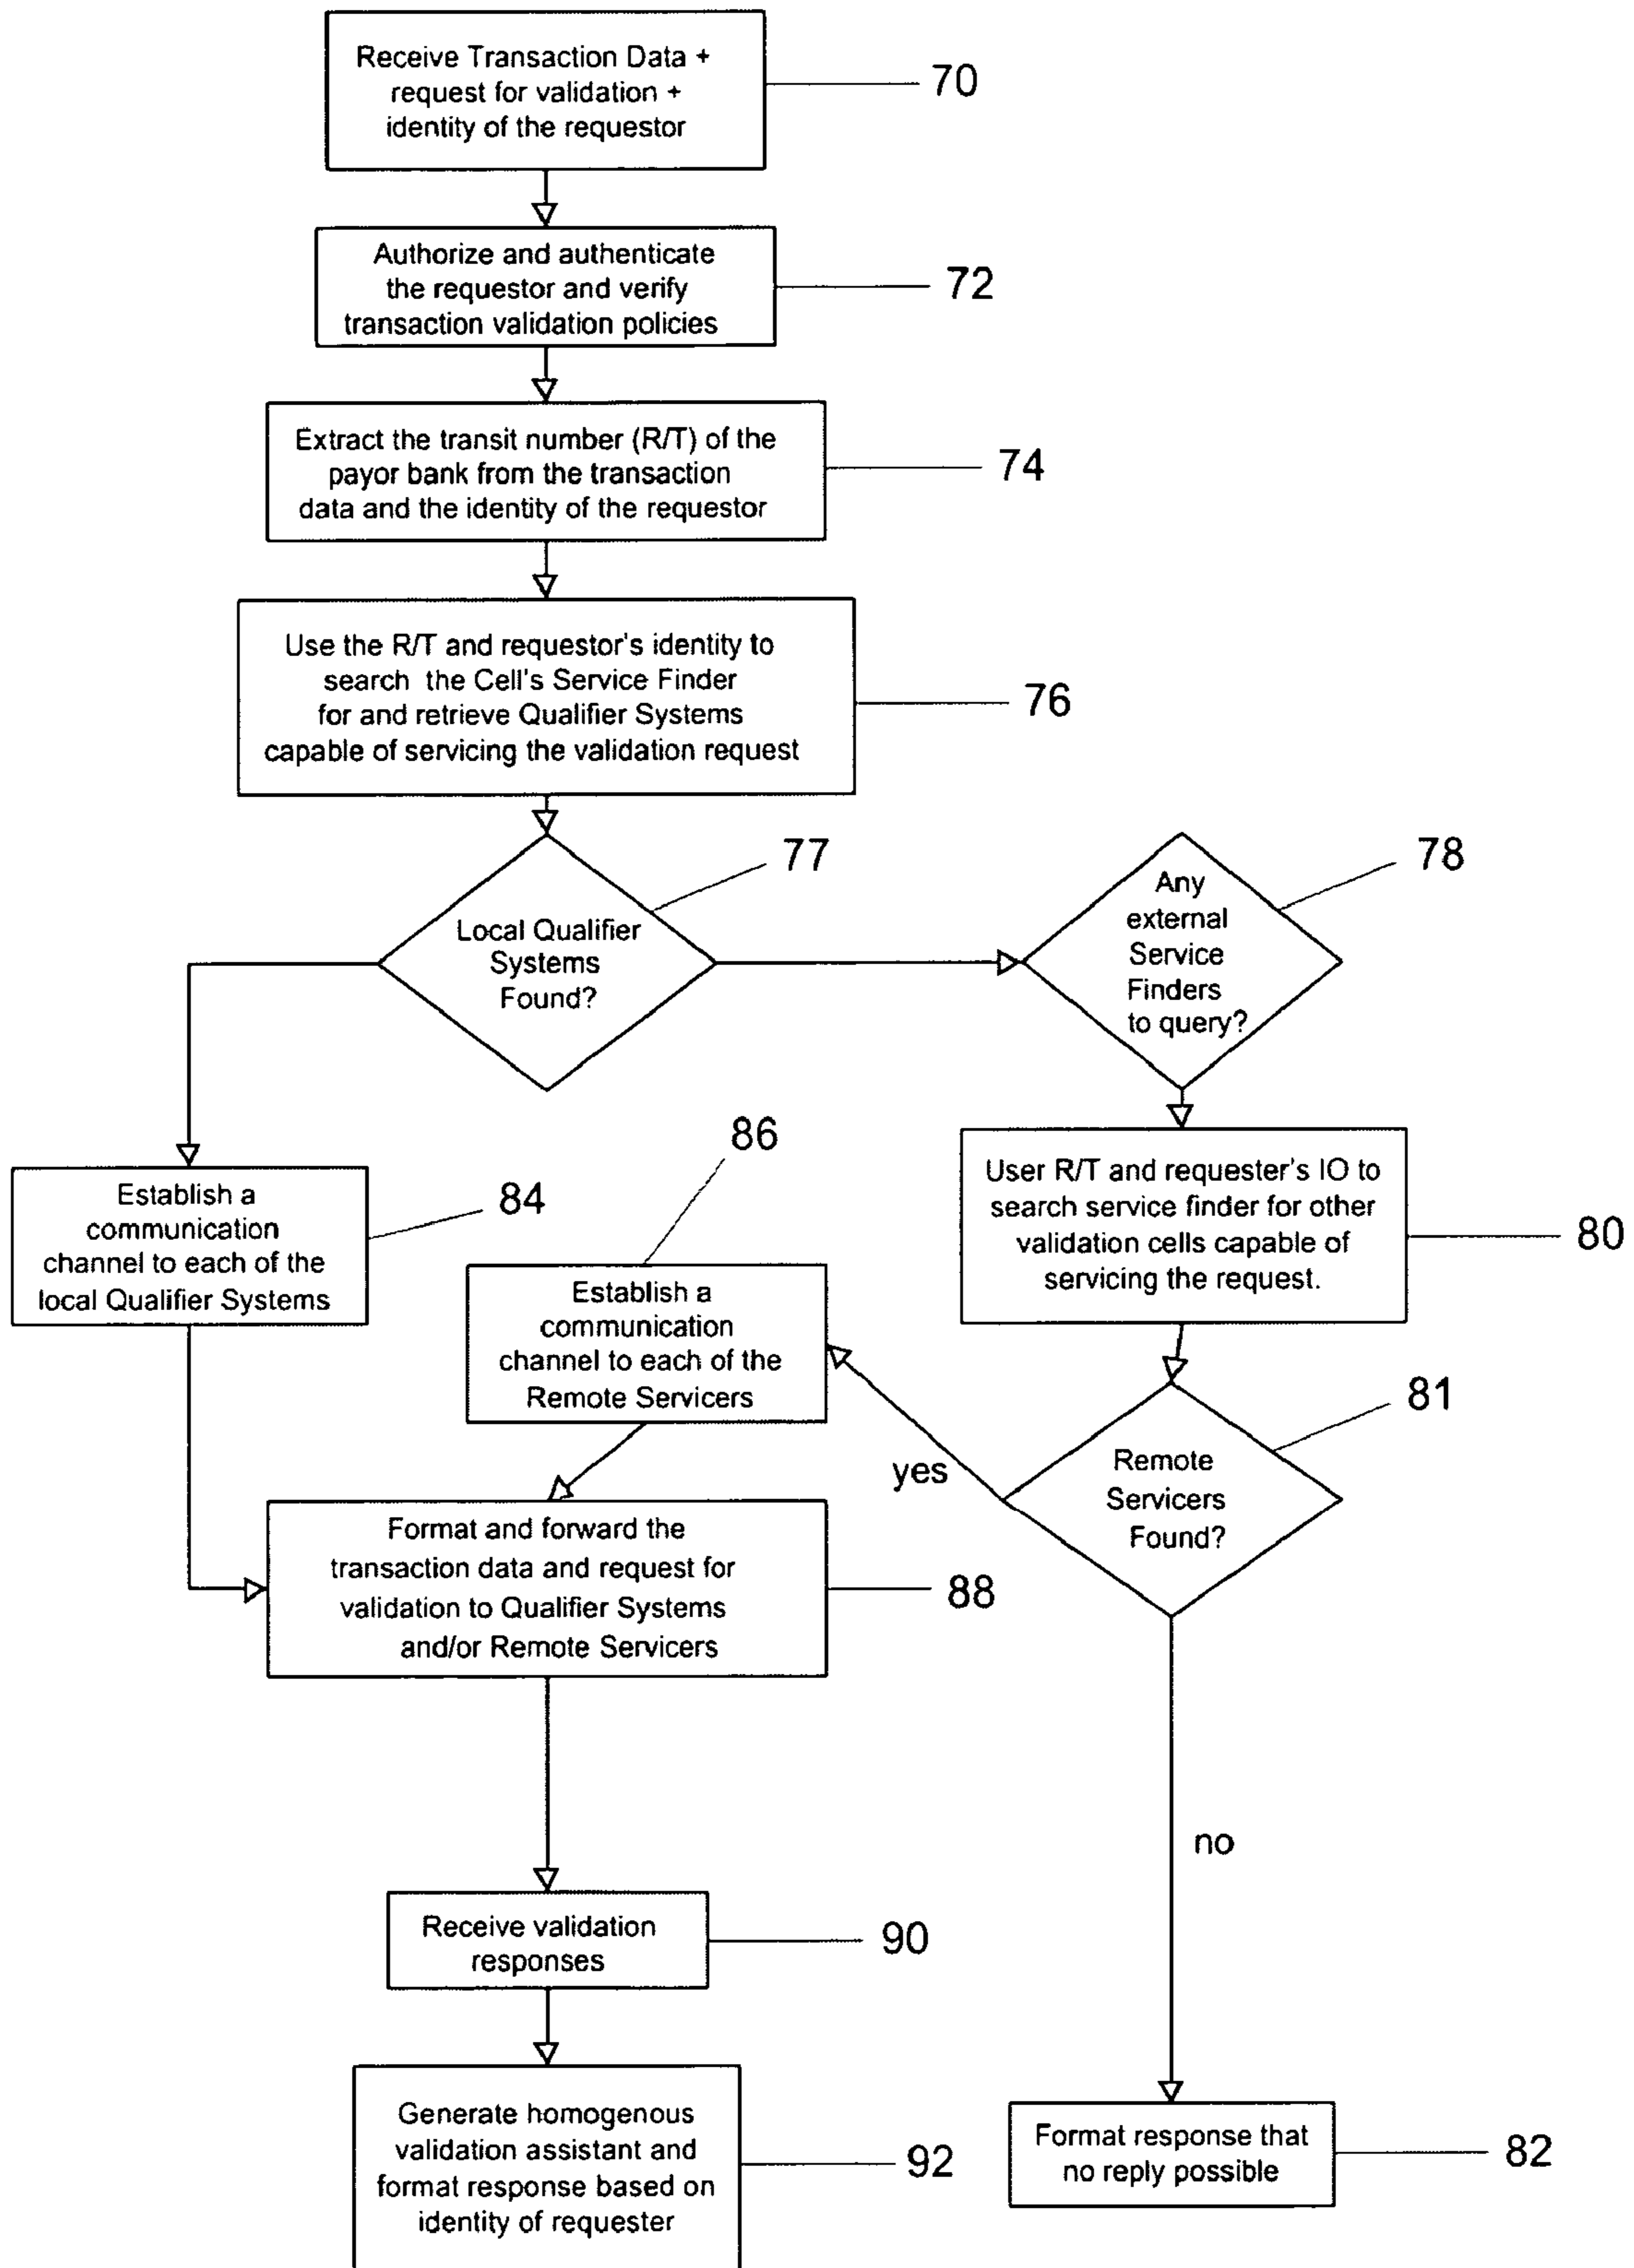 Receive Transaction Data +
request for validation +
identity of the requestor
70
Authorize and authenticate
the requestor and verify
transaction validation policies
72
Extract the transit number (R/T) of the
payor bank from the transaction
data and the identity of the requestor
74
Use the R/T and requestor's identity to
search the Cell's Service Finder
for and retrieve Qualifier Systems
capable of servicing the validation request
76
Local Qualifier
Systems
Found?
77
Any
external
Service
Finders
to query?
78
Establish a
communication
channel to each of the
local Qualifier Systems
84
86
Establish a
communication
channel to each of the
Remote Servicers
User R/T and requester's IO to
search service finder for other
validation cells capable of
servicing the request.
80
yes
Remote
Servicers
Found?
81
Format and forward the
transaction data and request for
validation to Qualifier Systems
and/or Remote Servicers
88
no
Receive validation
responses
90
Generate homogenous
validation assistant and
format response based on
identity of requester
92
Format response that
no reply possible
82